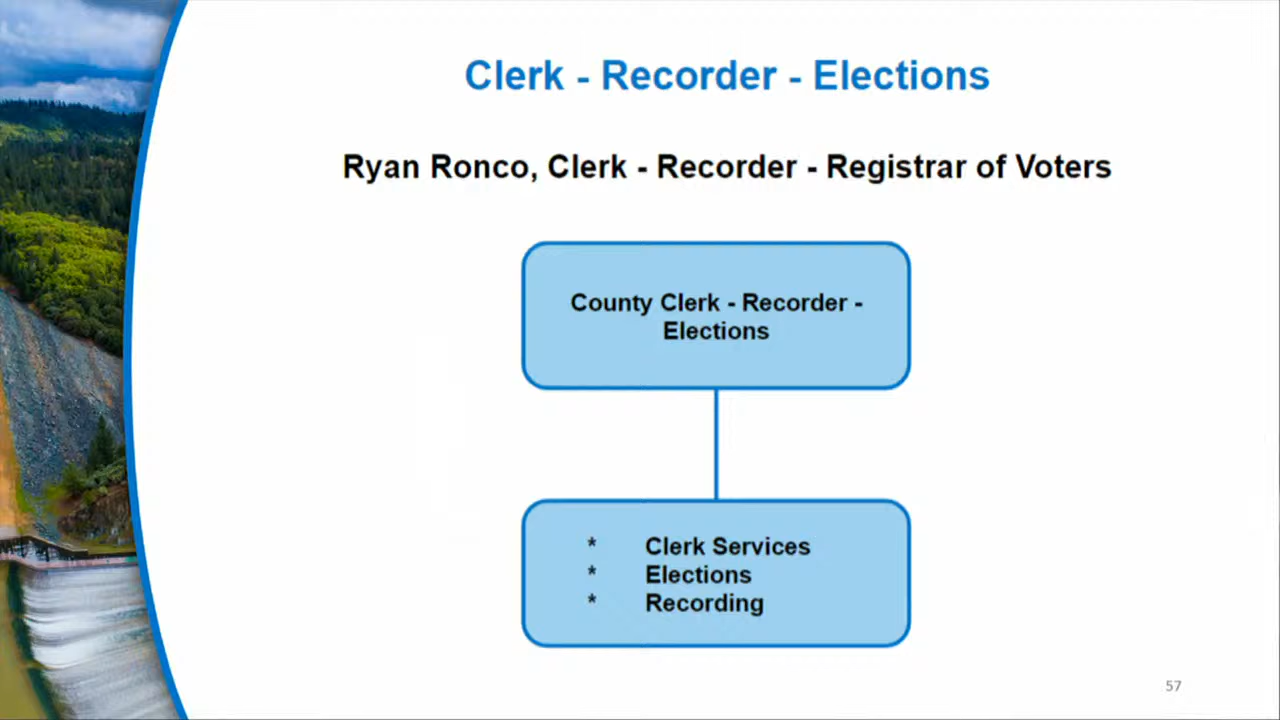 Clerk - Recorder - Elections
Ryan Ronco, Clerk - Recorder - Registrar of Voters
County Clerk - Recorder -
Elections
* Clerk Services
* Elections
* Recording
57